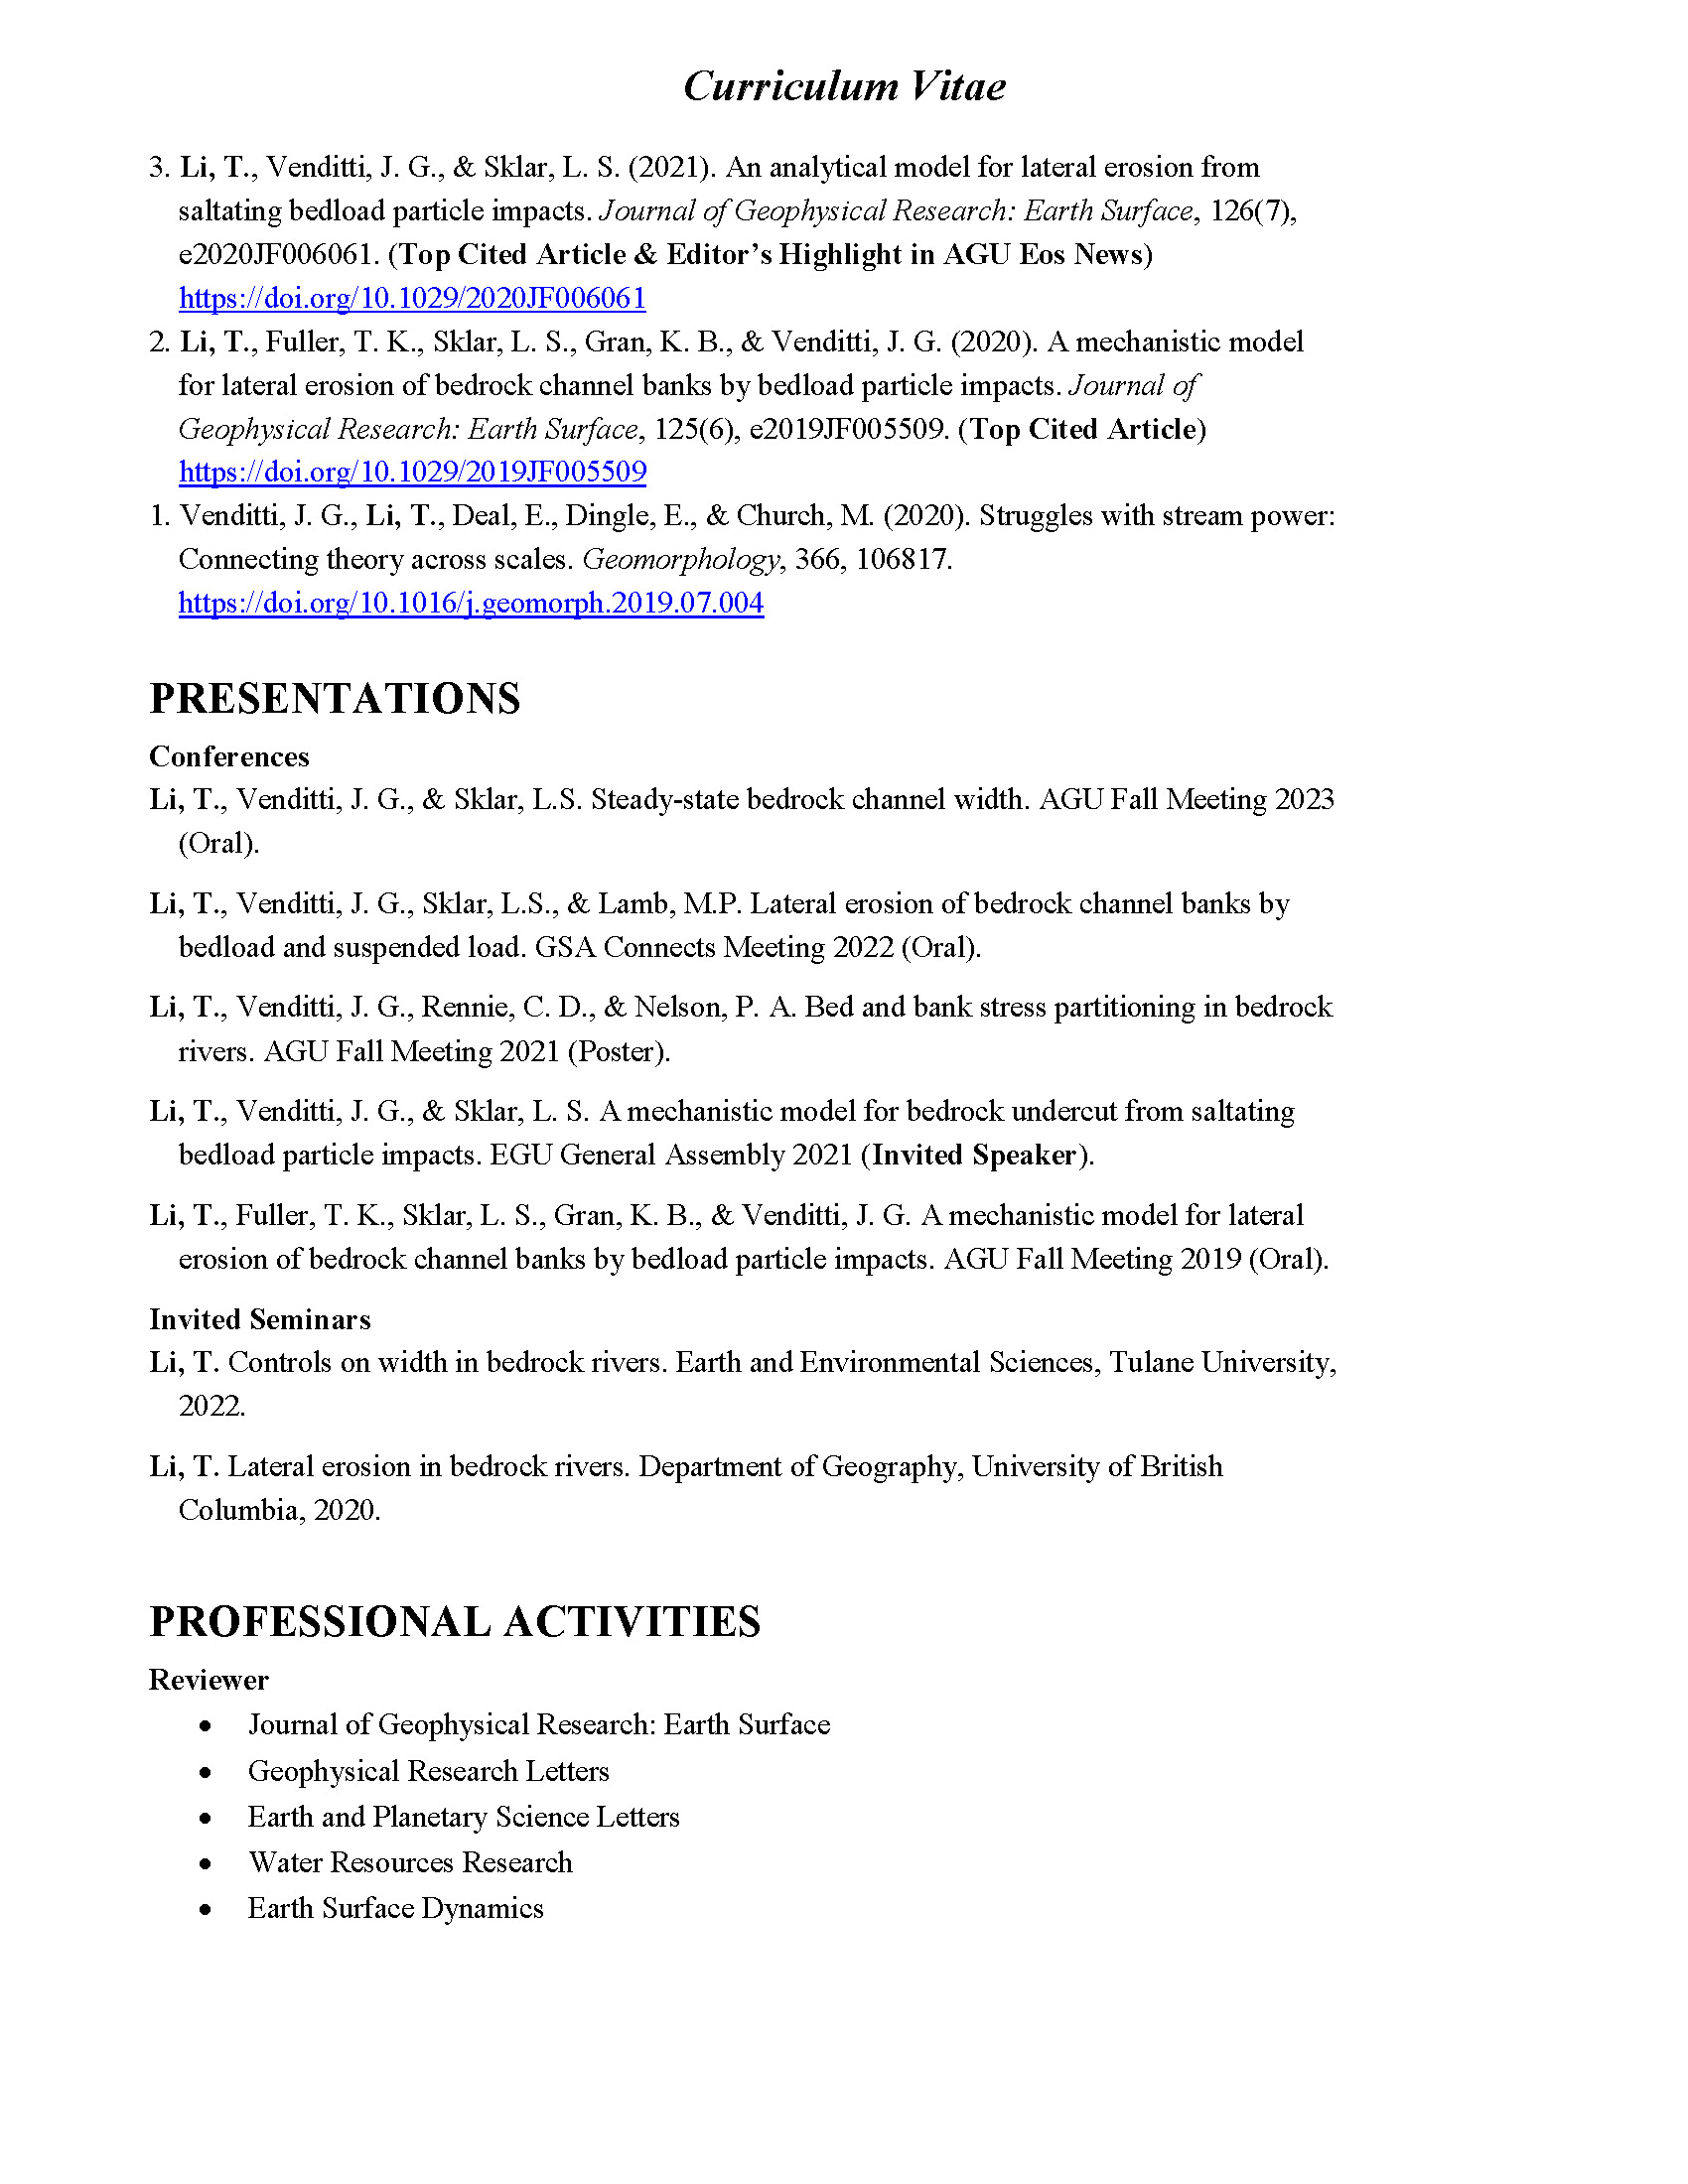 Curriculum Vitae
3. Li, T., Venditti, J. G., & Sklar, L. S. (2021). An analytical model for lateral erosion from
saltating bedload particle impacts. Journal of Geophysical Research: Earth Surface, 126(7),
e2020JF006061. (Top Cited Article & Editor’s Highlight in AGU Eos News)
https://doi.org/10.1029/2020JF006061
2. Li, T., Fuller, T. K., Sklar, L. S., Gran, K. B., & Venditti, J. G. (2020). A mechanistic model
for lateral erosion of bedrock channel banks by bedload particle impacts. Journal of
Geophysical Research: Earth Surface, 125(6), e2019JF005509. (Top Cited Article)
https://doi.org/10.1029/2019JF005509
1. Venditti, J. G., Li, T., Deal, E., Dingle, E., & Church, M. (2020). Struggles with stream power:
Connecting theory across scales. Geomorphology, 366, 106817.
https://doi.org/10.1016/j.geomorph.2019.07.004
PRESENTATIONS
Conferences
Li, T., Venditti, J. G., & Sklar, L.S. Steady-state bedrock channel width. AGU Fall Meeting 2023
(Oral).
Li, T., Venditti, J. G., Sklar, L.S., & Lamb, M.P. Lateral erosion of bedrock channel banks by
bedload and suspended load. GSA Connects Meeting 2022 (Oral).
Li, T., Venditti, J. G., Rennie, C. D., & Nelson, P. A. Bed and bank stress partitioning in bedrock
rivers. AGU Fall Meeting 2021 (Poster).
Li, T., Venditti, J. G., & Sklar, L. S. A mechanistic model for bedrock undercut from saltating
bedload particle impacts. EGU General Assembly 2021 (Invited Speaker).
Li, T., Fuller, T. K., Sklar, L. S., Gran, K. B., & Venditti, J. G. A mechanistic model for lateral
erosion of bedrock channel banks by bedload particle impacts. AGU Fall Meeting 2019 (Oral).
Invited Seminars
Li, T. Controls on width in bedrock rivers. Earth and Environmental Sciences, Tulane University,
2022.
Li, T. Lateral erosion in bedrock rivers. Department of Geography, University of British
Columbia, 2020.
PROFESSIONAL ACTIVITIES
Reviewer
• Journal of Geophysical Research: Earth Surface
• Geophysical Research Letters
• Earth and Planetary Science Letters
• Water Resources Research
• Earth Surface Dynamics